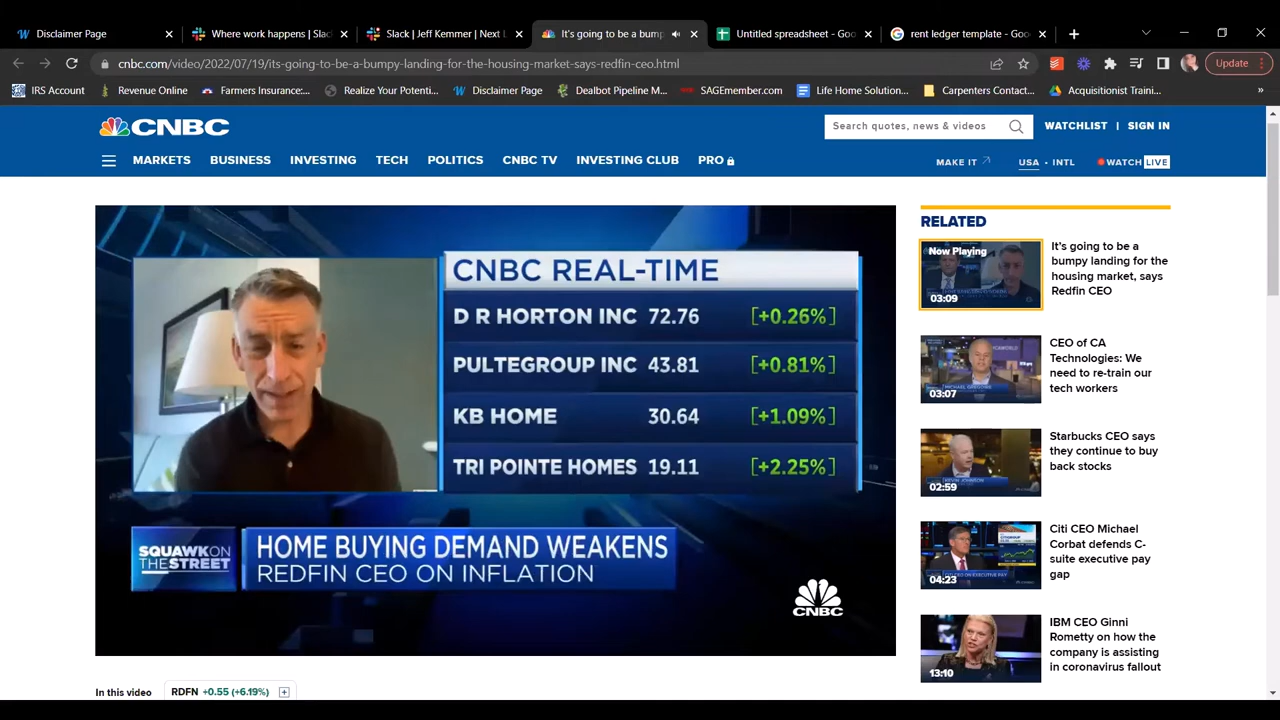 Disclaimer Page
Where work happens | Slac
Slack | Jeff Kemmer | Next L
It's going to be a bump
Untitled spreadsheet - Goo
rent ledger template - Goo
cnbc.com/video/2022/07/19/its-going-to-be-a-bumpy-landing-for-the-housing-market-says-redfin-ceo.html
Update
IRS Account
Revenue Online
Farmers Insurance:...
Realize Your Potenti...
Disclaimer Page
Dealbot Pipeline M...
SAGEmember.com
Life Home Solution...
Carpenters Contact...
Acquisitionist Traini...
»
CNBC
Search quotes, news & videos
WATCHLIST | SIGN IN
MARKETS
BUSINESS
INVESTING
TECH
POLITICS
CNBC TV
INVESTING CLUB
PRO
MAKE IT
USA • INTL
WATCH LIVE
CNBC REAL-TIME
D R HORTON INC 72.76 [+0.26%]
PULTEGROUP INC 43.81 [+0.81%]
KB HOME 30.64 [+1.09%]
TRI POINTE HOMES 19.11 [+2.25%]
SQUAWK ON
THE STREET
HOME BUYING DEMAND WEAKENS
REDFIN CEO ON INFLATION
CNBC
In this video
RDFN +0.55 (+6.19%)
RELATED
Now Playing
03:09
It's going to be a
bumpy landing for the
housing market, says
Redfin CEO
03:07
CEO of CA
Technologies: We
need to re-train our
tech workers
02:59
Starbucks CEO says
they continue to buy
back stocks
04:23
Citi CEO Michael
Corbat defends C-
suite executive pay
gap
13:10
IBM CEO Ginni
Rometty on how the
company is assisting
in coronavirus fallout